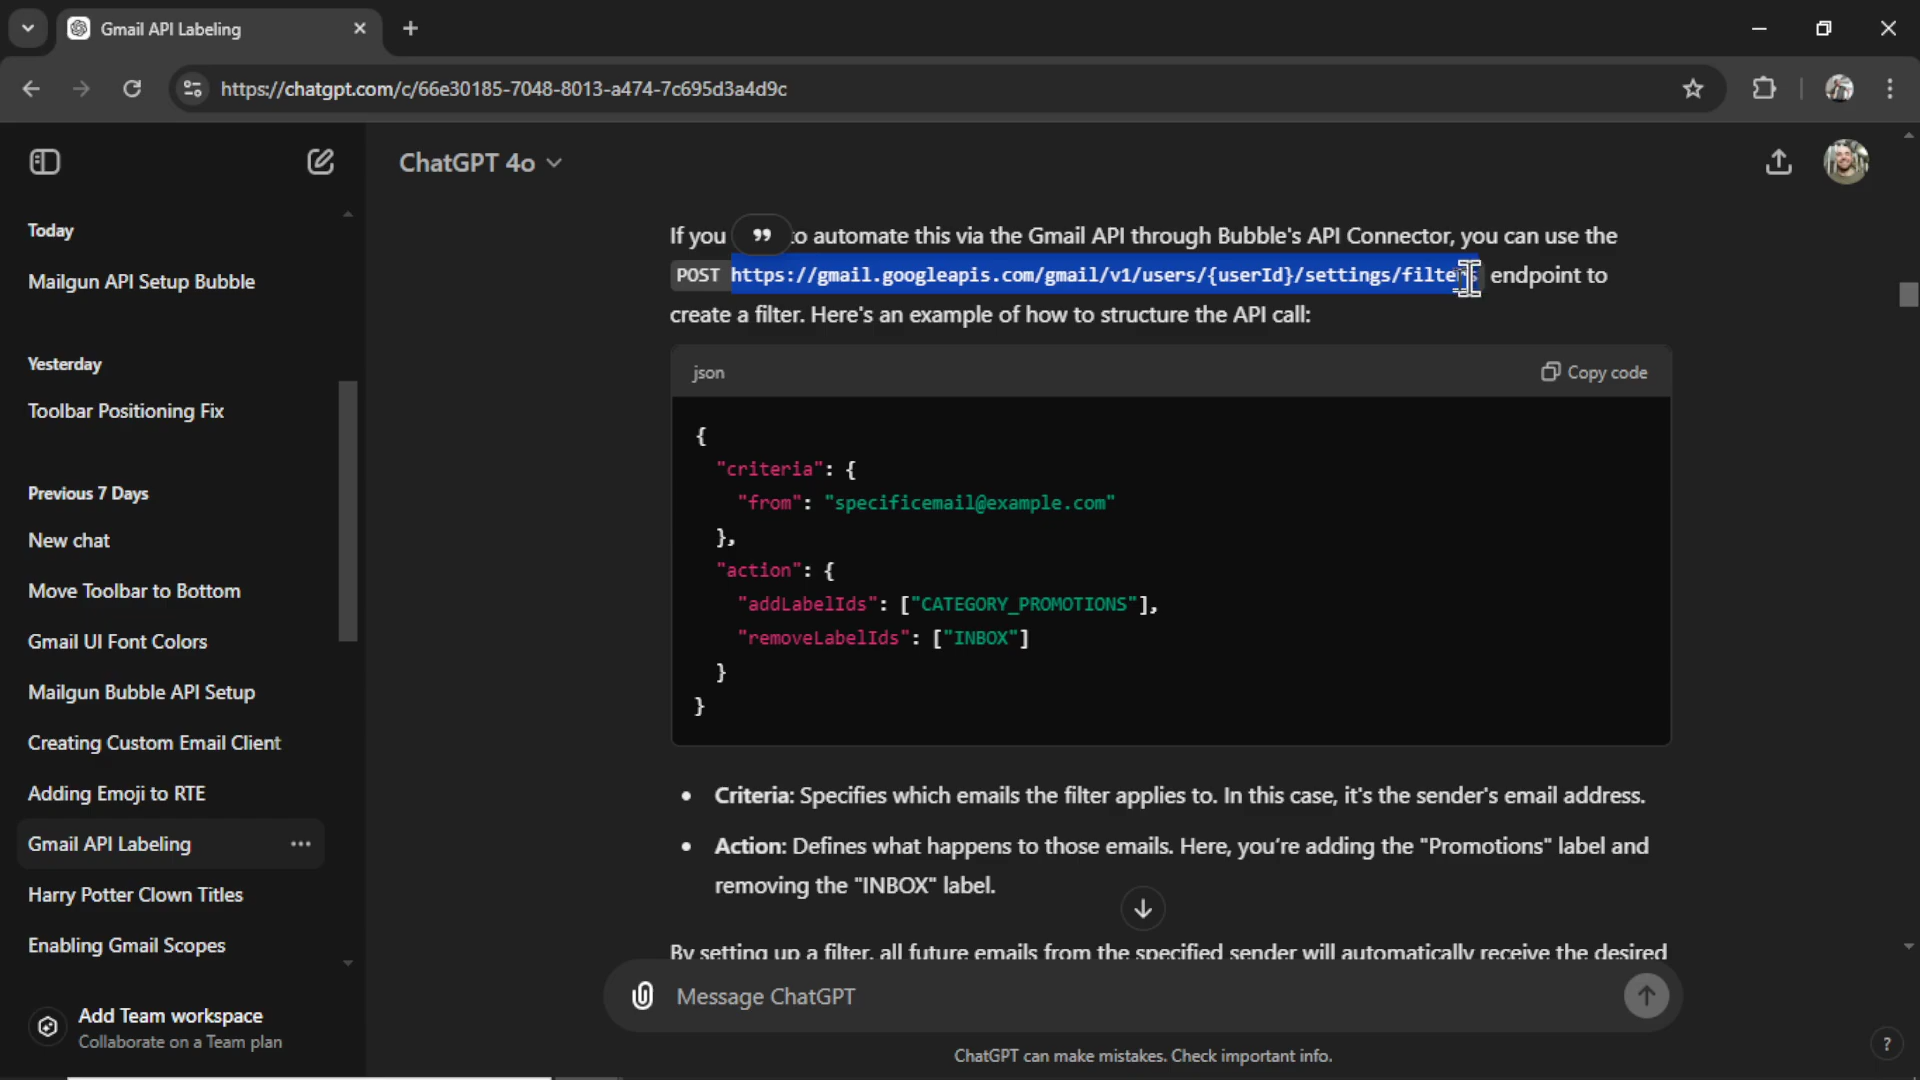 Gmail API Labeling
https://chatgpt.com/c/66e30185-7048-8013-a474-7c695d3a4d9c
ChatGPT 4o
Today
Mailgun API Setup Bubble
Yesterday
Toolbar Positioning Fix
Previous 7 Days
New chat
Move Toolbar to Bottom
Gmail UI Font Colors
Mailgun Bubble API Setup
Creating Custom Email Client
Adding Emoji to RTE
Gmail API Labeling
Harry Potter Clown Titles
Enabling Gmail Scopes
Add Team workspace
Collaborate on a Team plan
If you to automate this via the Gmail API through Bubble's API Connector, you can use the
POST https://gmail.googleapis.com/gmail/v1/users/{userId}/settings/filters endpoint to
create a filter. Here's an example of how to structure the API call:
json
Copy code
{
"criteria": {
"from": "specificemail@example.com"
},
"action": {
"addLabelIds": ["CATEGORY_PROMOTIONS"],
"removeLabelIds": ["INBOX"]
}
}
• Criteria: Specifies which emails the filter applies to. In this case, it's the sender's email address.
• Action: Defines what happens to those emails. Here, you're adding the "Promotions" label and
removing the "INBOX" label.
By setting up a filter, all future emails from the specified sender will automatically receive the desired
Message ChatGPT
ChatGPT can make mistakes. Check important info.
?